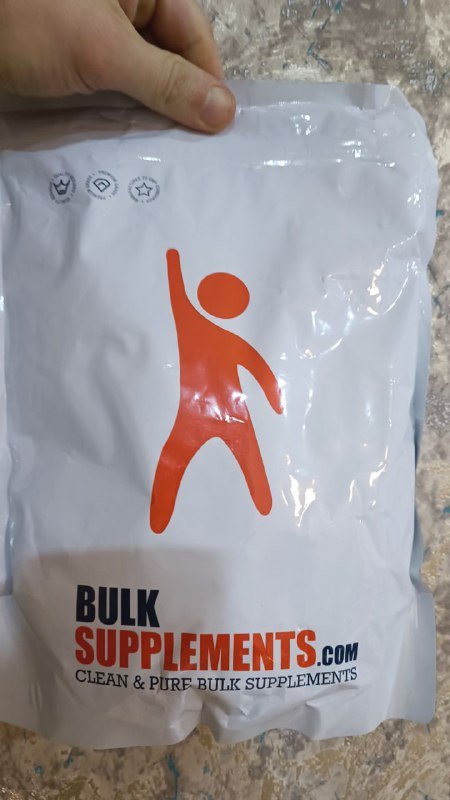 BULK
SUPPLEMENTS.COM
CLEAN & PURE BULK SUPPLEMENTS